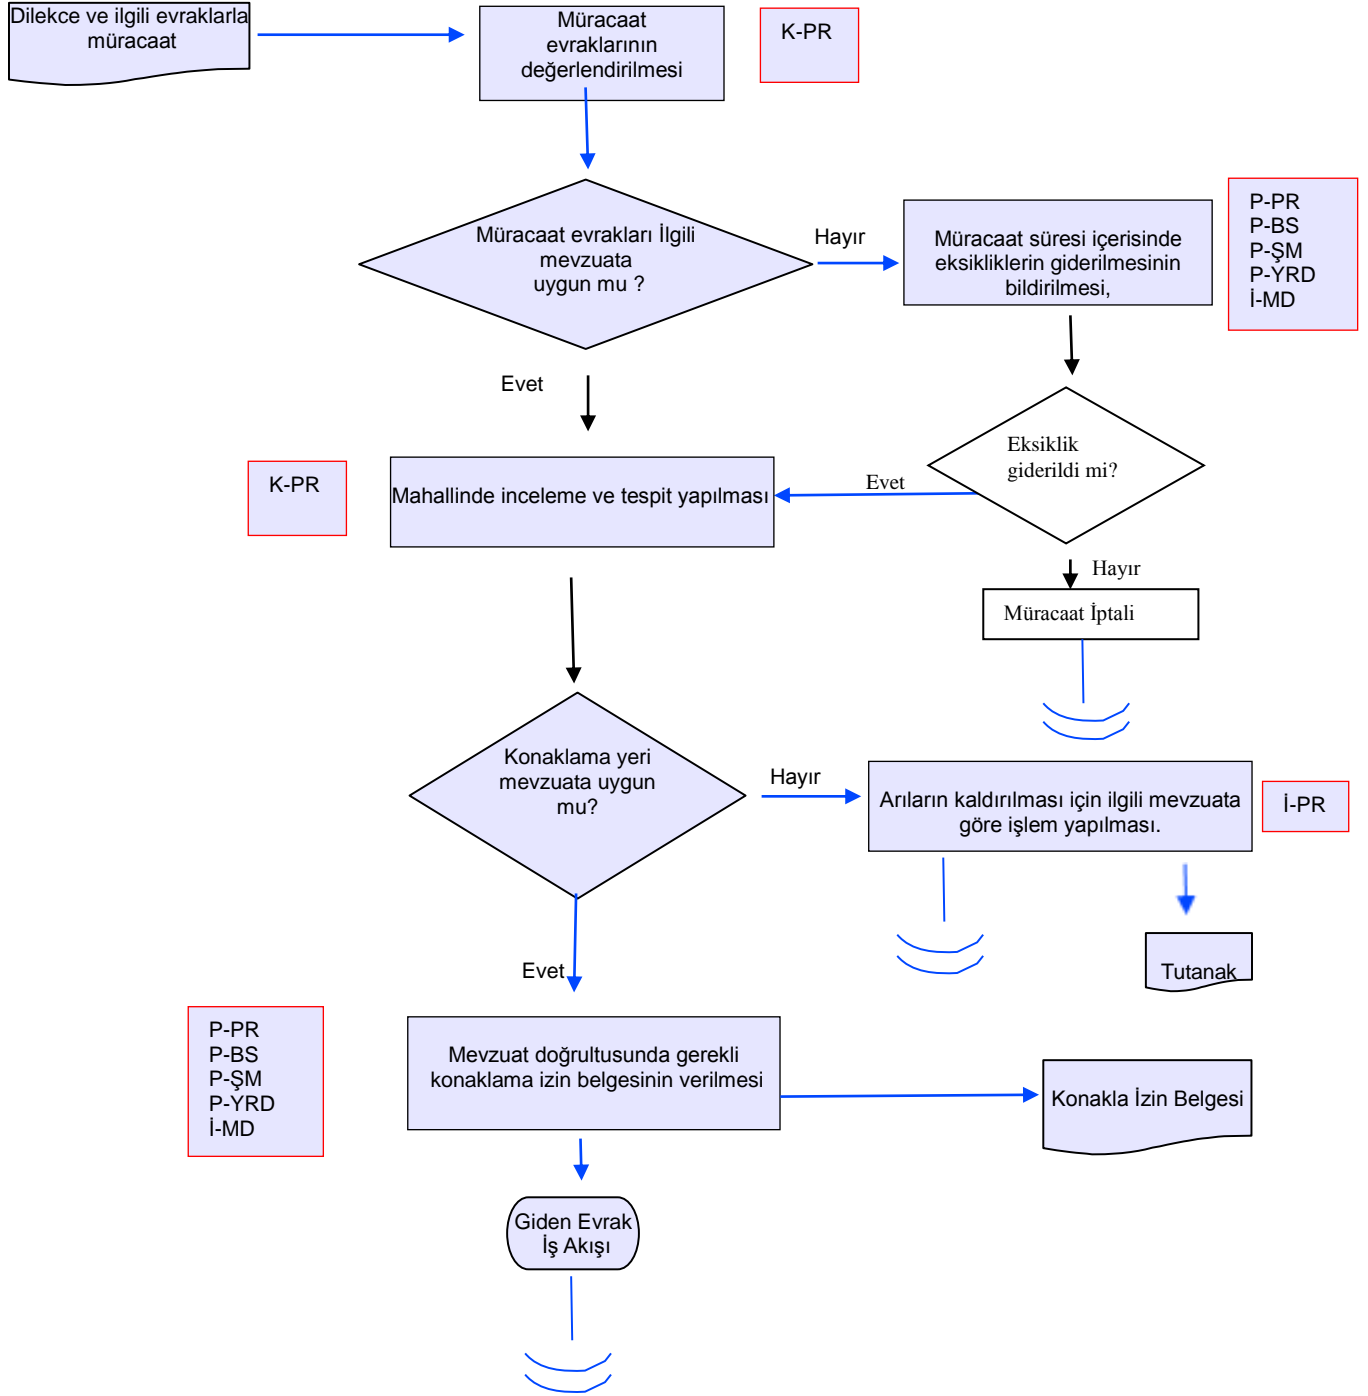 Dilekce ve ilgili evraklarla
müracaat
Müracaat
evraklarının
değerlendirilmesi
K-PR
Müracaat evrakları İlgili
mevzuata
uygun mu ?
Hayır
Müracaat süresi içerisinde
eksikliklerin giderilmesinin
bildirilmesi,
P-PR
P-BS
P-ŞM
P-YRD
İ-MD
Evet
Eksiklik
giderildi mi?
K-PR
Mahallinde inceleme ve tespit yapılması
Evet
Hayır
Müracaat İptali
Konaklama yeri
mevzuata uygun
mu?
Hayır
Arıların kaldırılması için ilgili mevzuata
göre işlem yapılması.
İ-PR
Evet
Tutanak
P-PR
P-BS
P-ŞM
P-YRD
İ-MD
Mevzuat doğrultusunda gerekli
konaklama izin belgesinin verilmesi
Konakla İzin Belgesi
Giden Evrak
İş Akışı